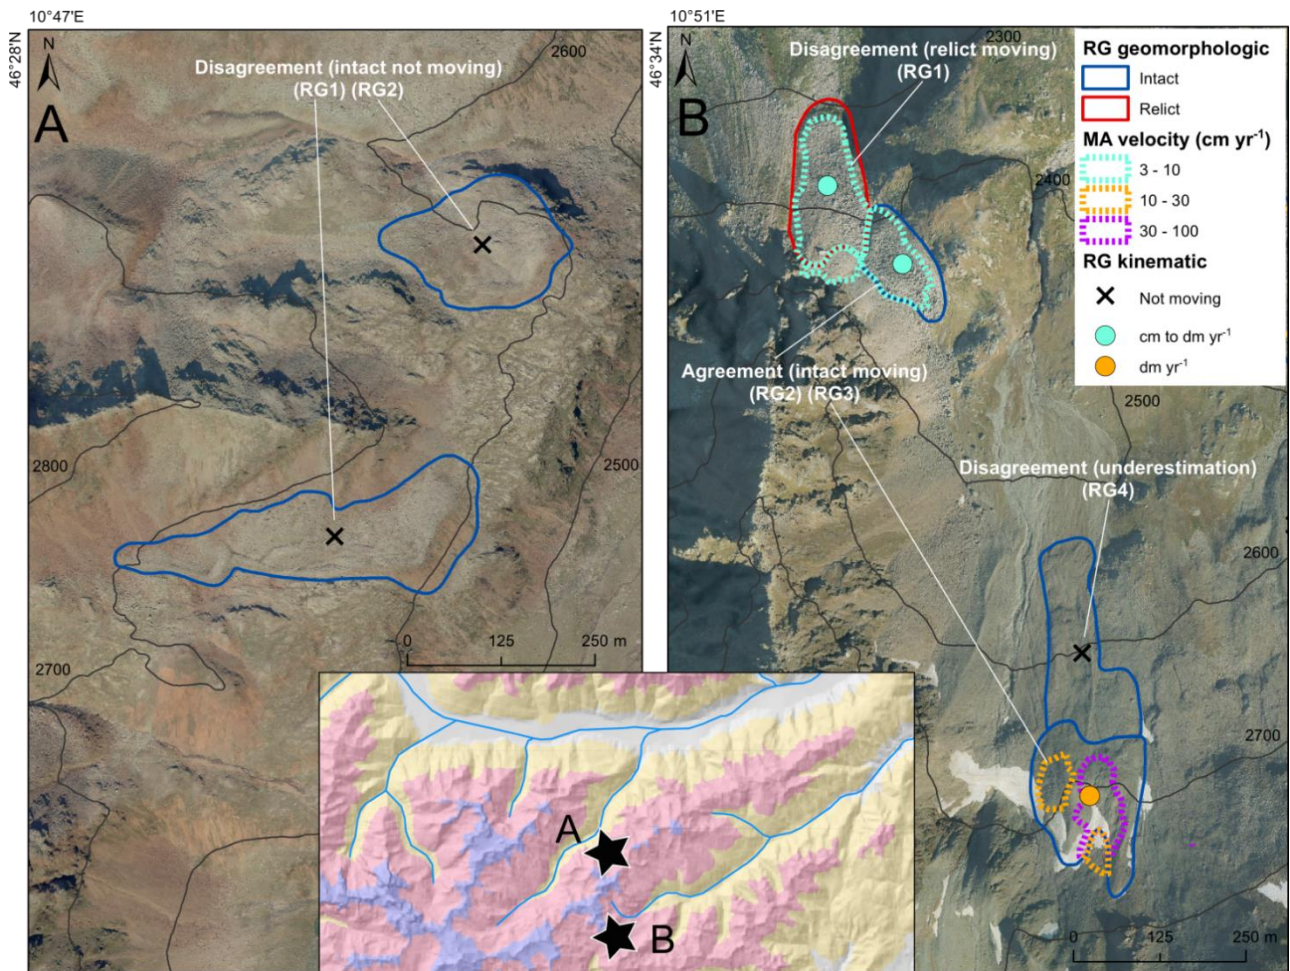 10°47'E
46°28'N
N
A
Disagreement (intact not moving)
(RG1) (RG2)
2600
2800
2500
2700
0 125 250 m
10°51'E
46°34'N
N
B
Disagreement (relict moving)
(RG1)
2300
2400
Agreement (intact moving)
(RG2) (RG3)
2500
Disagreement (underestimation)
(RG4)
2600
2700
0 125 250 m
RG geomorphologic
Intact
Relict
MA velocity (cm yr-1)
3 - 10
10 - 30
30 - 100
RG kinematic
Not moving
cm to dm yr-1
dm yr-1
A
B